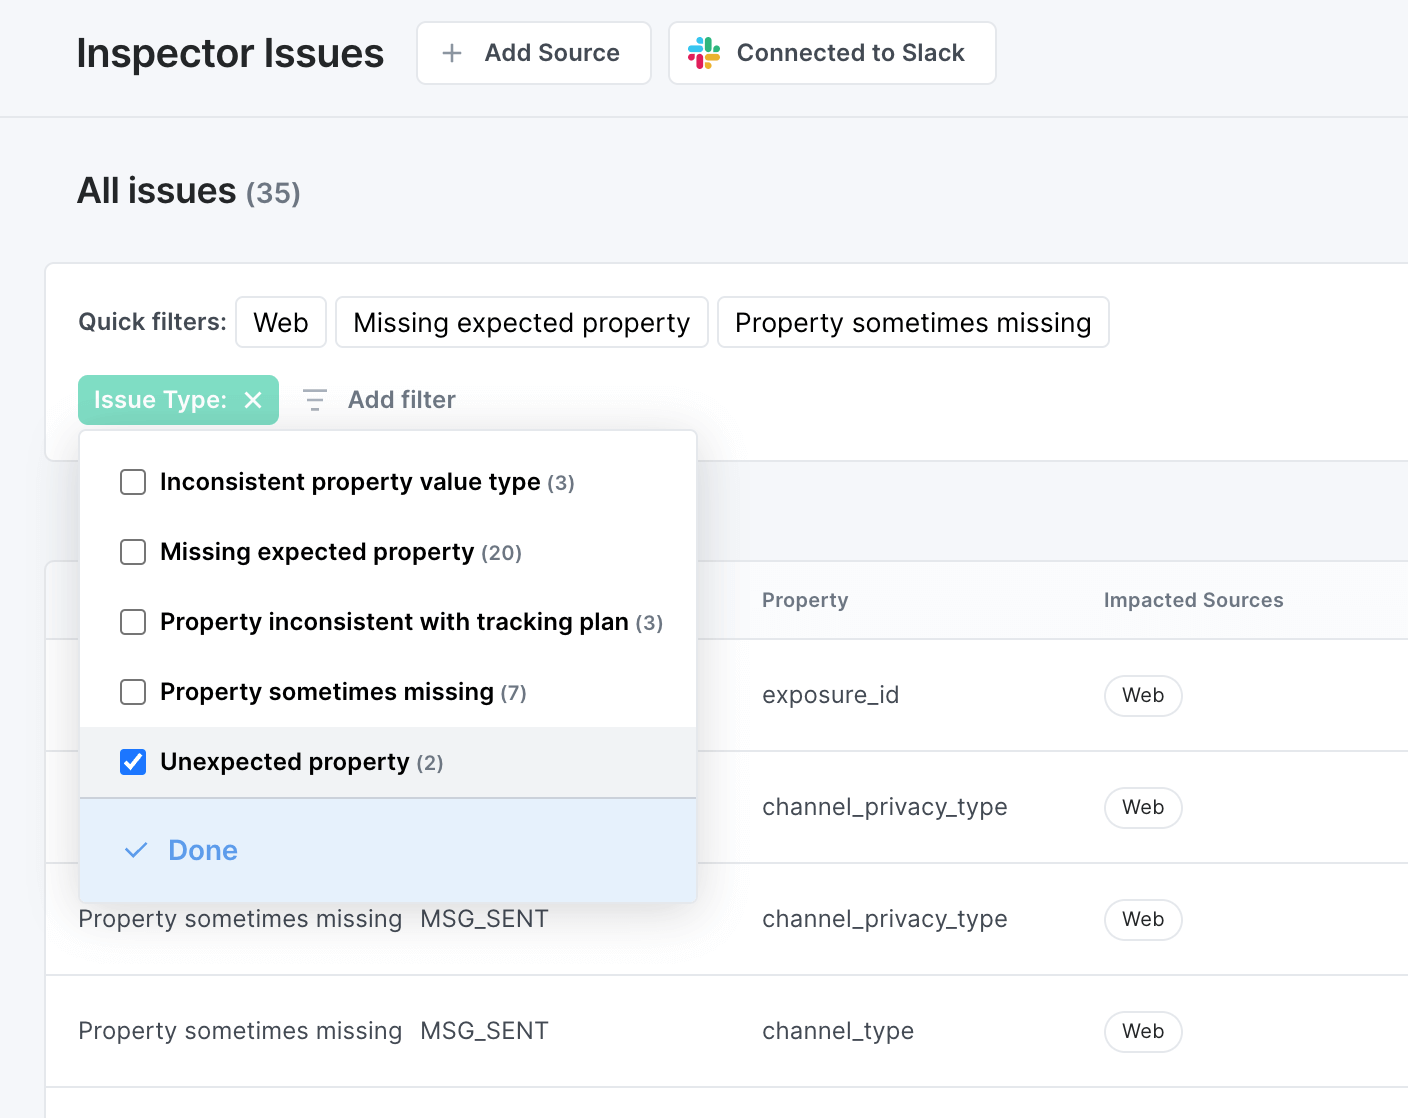 Inspector Issues
Add Source
Connected to Slack
All issues (35)
Quick filters: Web Missing expected property Property sometimes missing
Issue Type: Add filter
Inconsistent property value type (3)
Missing expected property (20)
Property inconsistent with tracking plan (3)
Property sometimes missing (7)
Unexpected property (2)
Done
Property Impacted Sources
exposure_id Web
channel_privacy_type Web
Property sometimes missing MSG_SENT channel_privacy_type Web
Property sometimes missing MSG_SENT channel_type Web